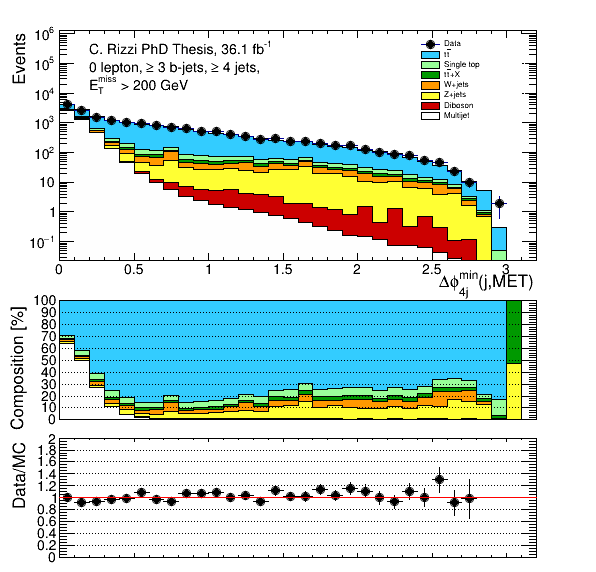 Events
10^6
10^5
10^4
10^3
10^2
10
1
10^-1
C. Rizzi PhD Thesis, 36.1 fb^-1
0 lepton, ≥ 3 b-jets, ≥ 4 jets,
E_T^miss > 200 GeV
Data
tt̄
Single top
tt̄+X
W+jets
Z+jets
Diboson
Multijet
0 0.5 1 1.5 2 2.5 3
Δϕ_4j^min(j,MET)
Composition [%]
100
90
80
70
60
50
40
30
20
10
0
Data/MC
2
1.8
1.6
1.4
1.2
1
0.8
0.6
0.4
0.2
0